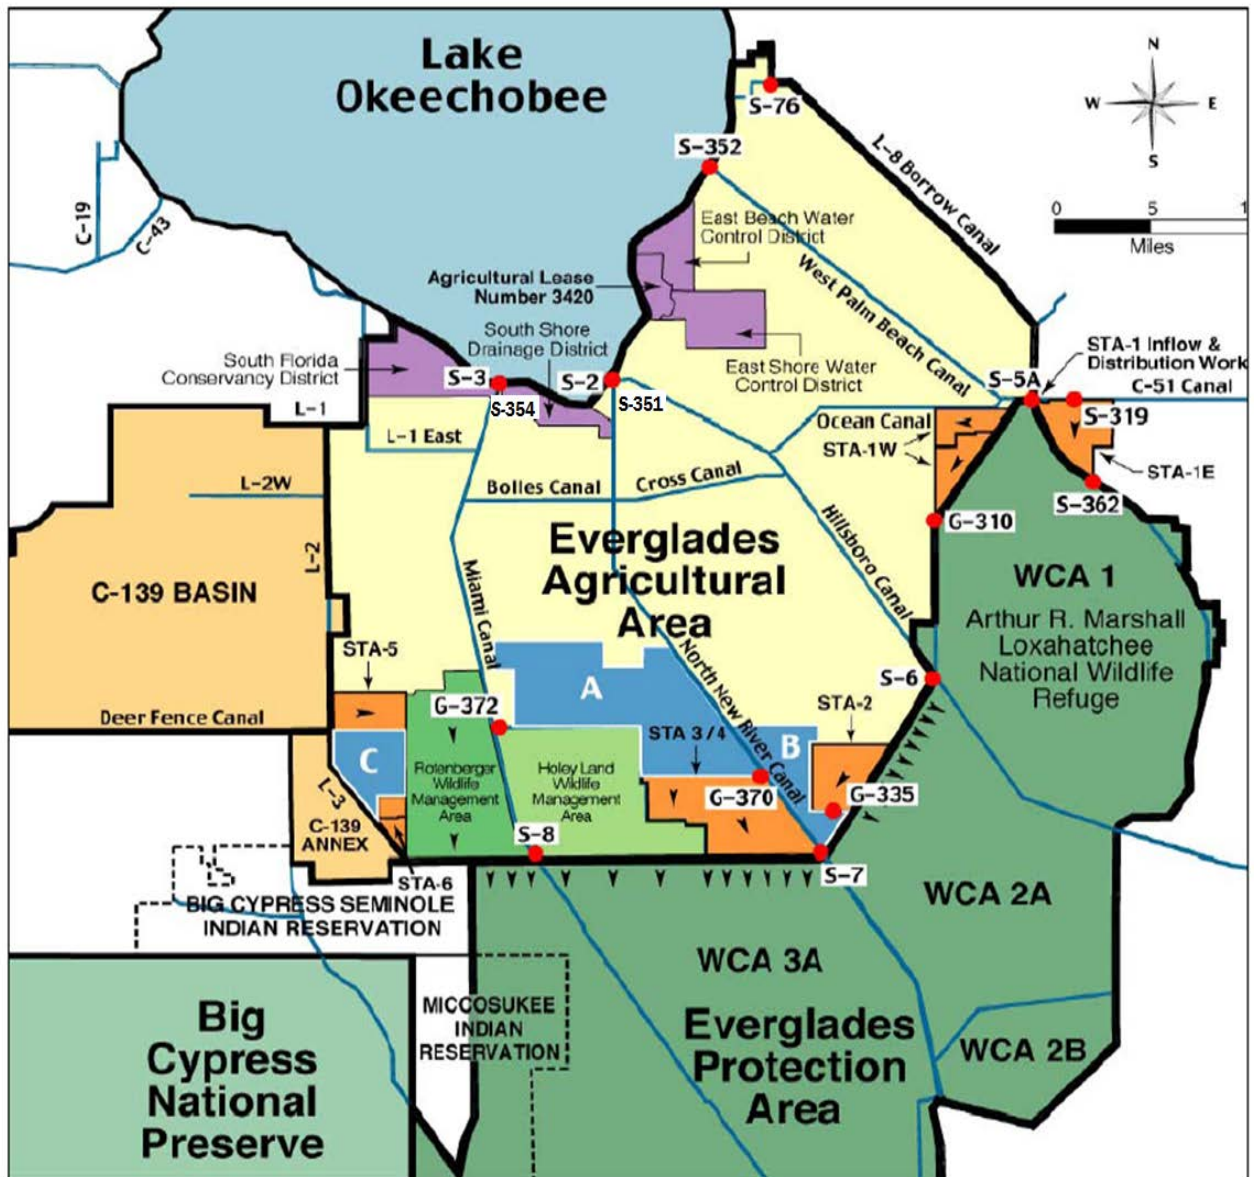 Lake
Okeechobee
N
W
E
S
0
5
1
Miles
S-76
S-352
L-8 Borrow Canal
C-19
C-43
East Beach Water
Control District
Agricultural Lease
Number 3420
West Palm Beach Canal
South Shore
Drainage District
East Shore Water
Control District
South Florida
Conservancy District
S-3
S-2
S-354
S-351
STA-1 Inflow &
Distribution Work
S-5A
C-51 Canal
S-319
L-1
L-1 East
Ocean Canal
STA-1W
STA-1E
L-2W
Bolles Canal
Cross Canal
S-362
G-310
Hillsboro Canal
L-2
Everglades
Agricultural
Area
C-139 BASIN
Miami Canal
WCA 1
Arthur R. Marshall
Loxahatchee
National Wildlife
Refuge
STA-5
North New River Canal
S-6
A
G-372
STA-2
Deer Fence Canal
STA 3/4
B
C
Rotenberger
Wildlife
Management
Area
Holey Land
Wildlife
Management
Area
L-3
G-370
G-335
C-139
ANNEX
S-8
S-7
STA-6
BIG CYPRESS SEMINOLE
INDIAN RESERVATION
WCA 2A
WCA 3A
Big
Cypress
National
Preserve
MICCOSUKEE
INDIAN
RESERVATION
Everglades
Protection
Area
WCA 2B